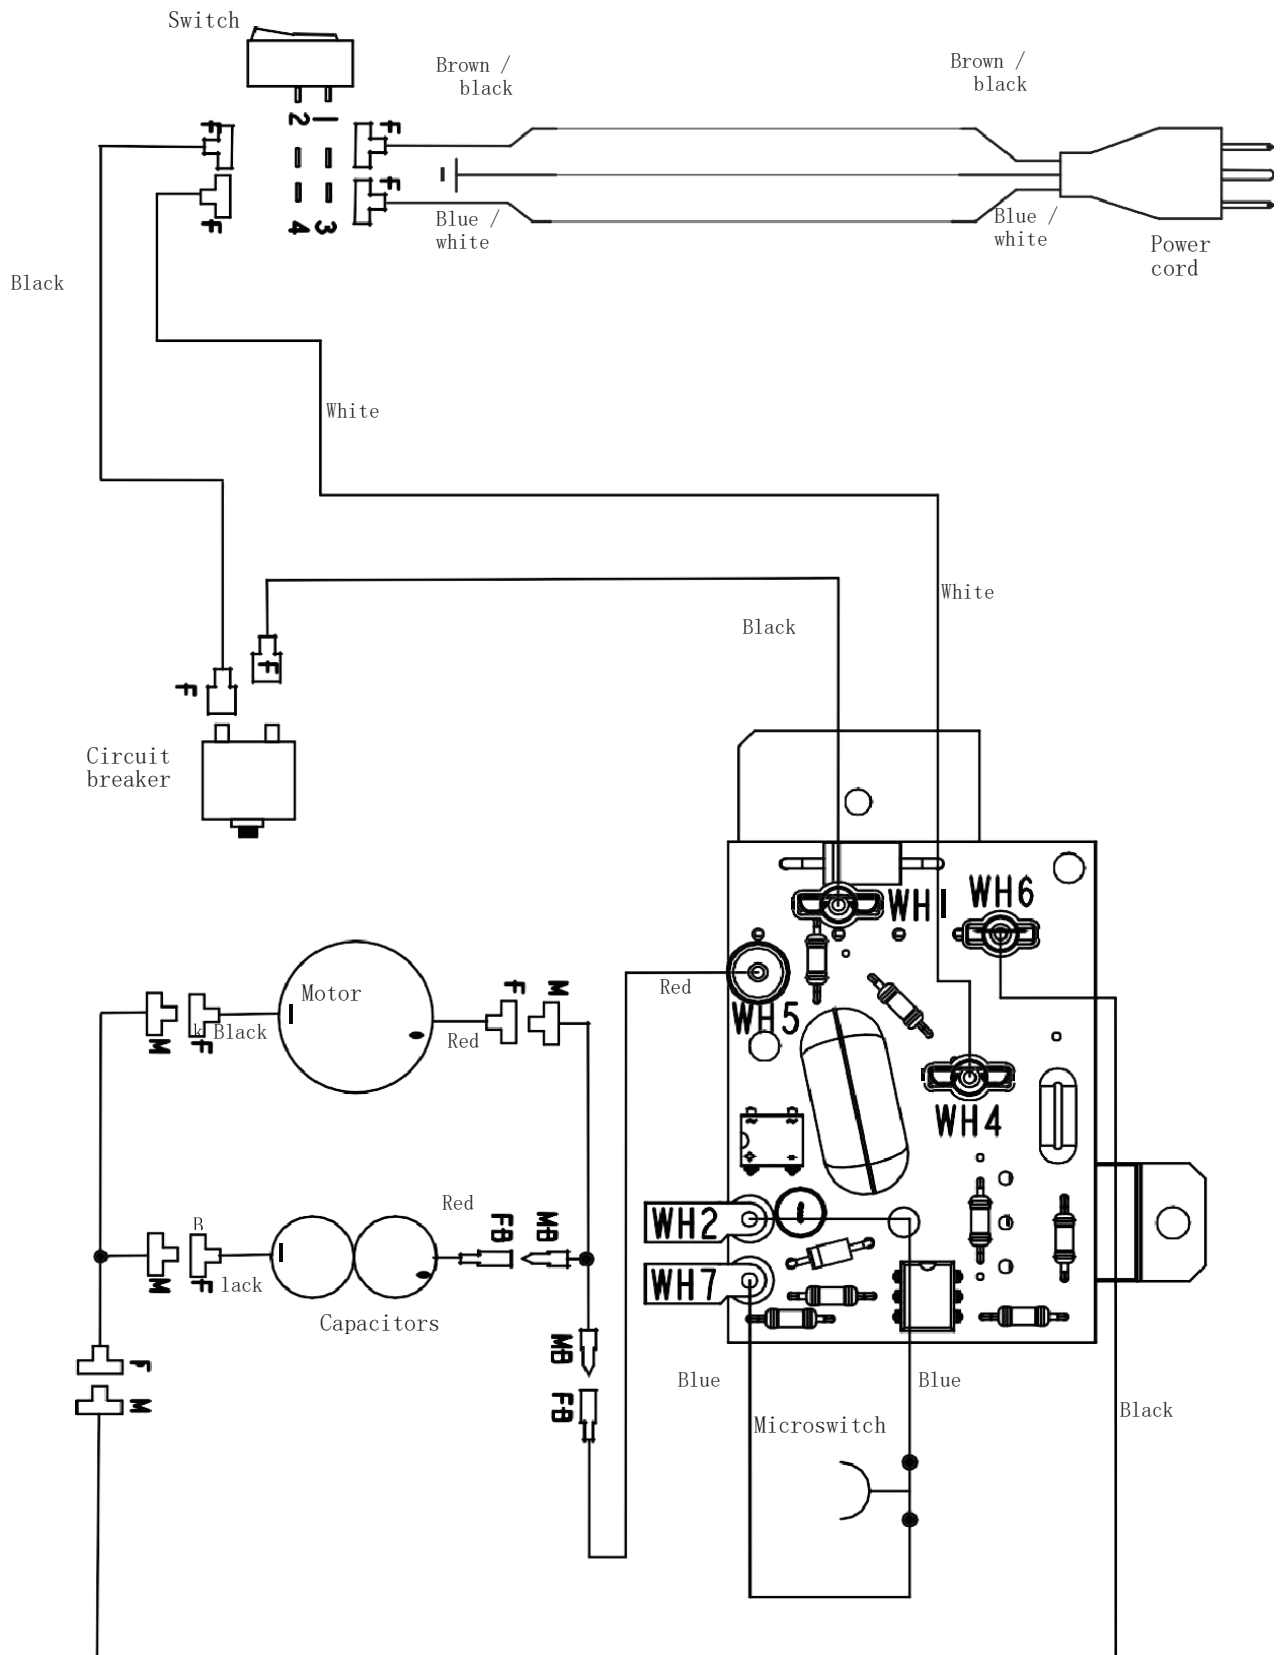 Switch
Brown /
black
Brown /
black
F
2 1
F
F
F
F
4 3
Blue /
white
Blue /
white
Power
cord
Black
White
White
Black
F
F
Circuit
breaker
WH1
WH6
Motor
F
M
Red
WH5
k Black
Red
M
F
WH4
B
Red
FB
MB
WH2
M
F
lack
WH7
Capacitors
MB
F
M
FB
Blue
Blue
Black
Microswitch